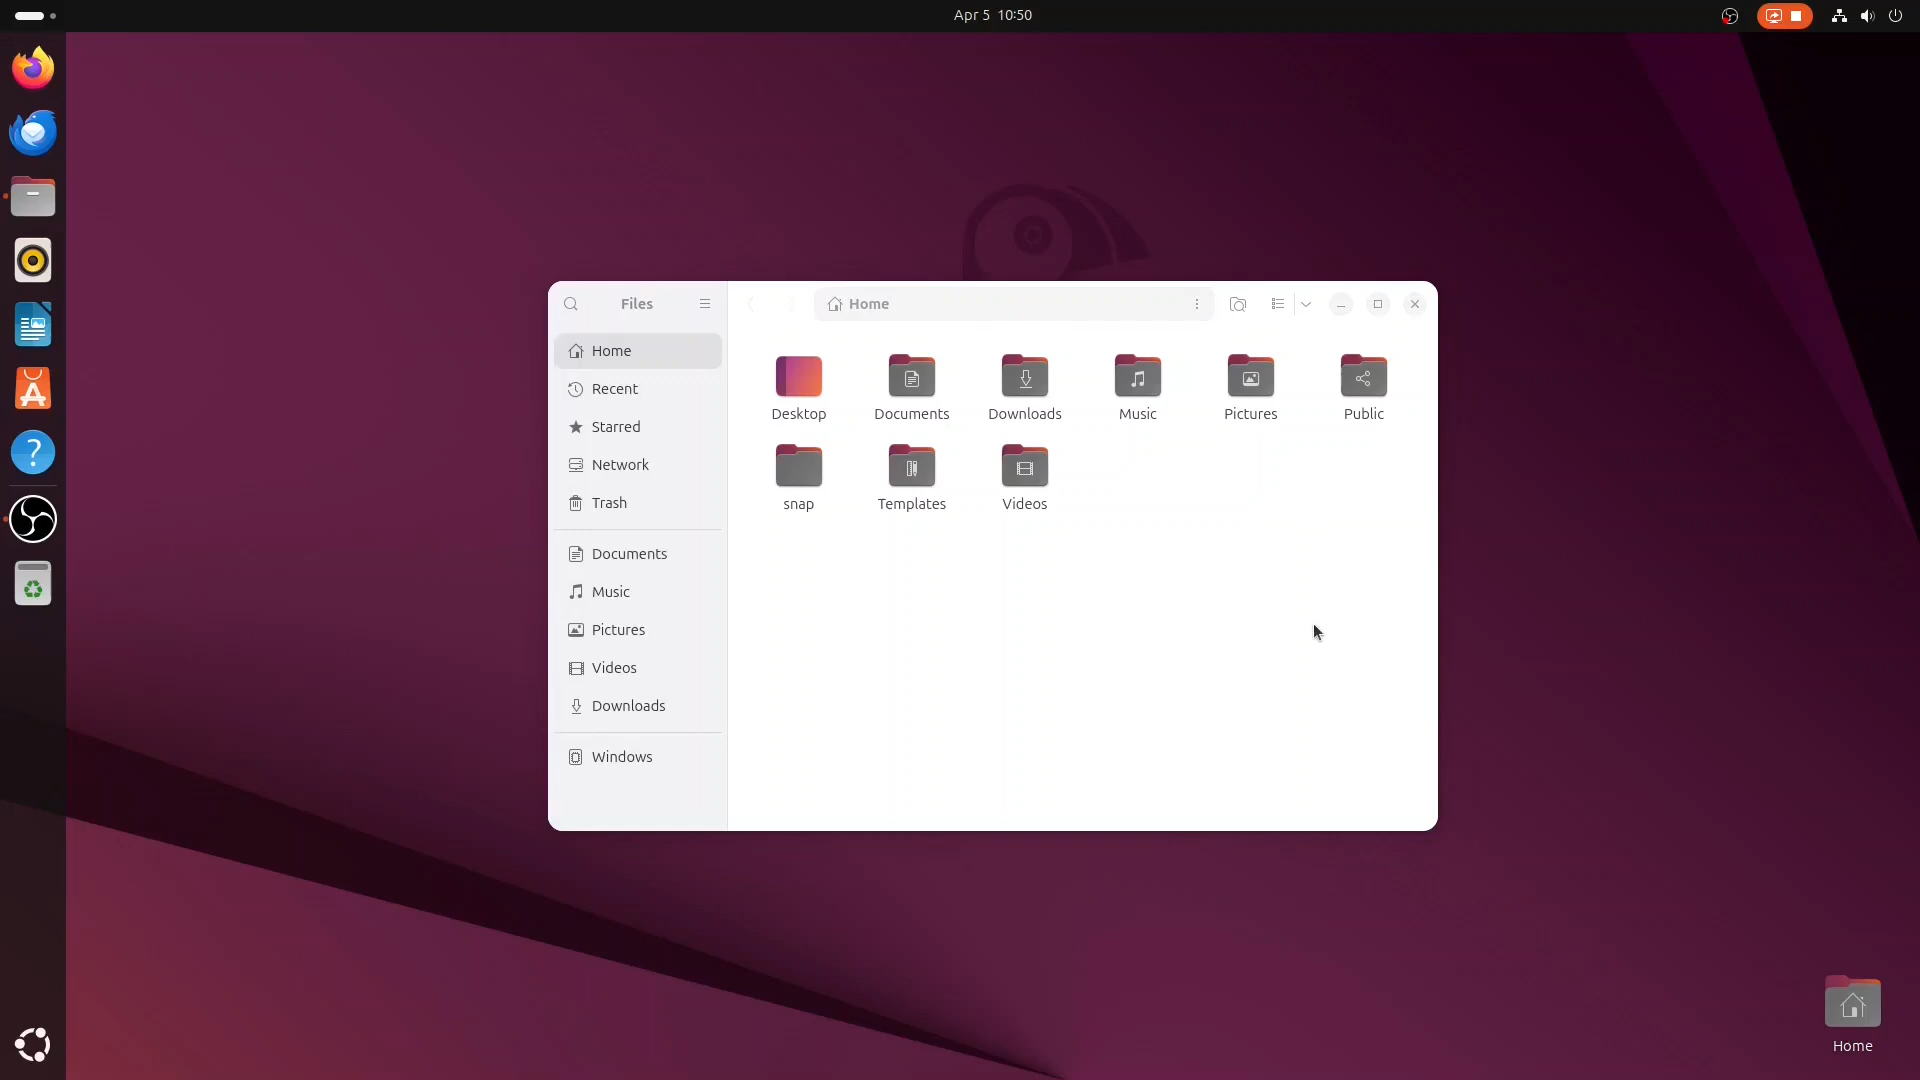 Apr 5 10:50
Files
Home
Home
Recent
Starred
Network
Trash
Documents
Music
Pictures
Videos
Downloads
Windows
Desktop
Documents
Downloads
Music
Pictures
Public
snap
Templates
Videos
Home